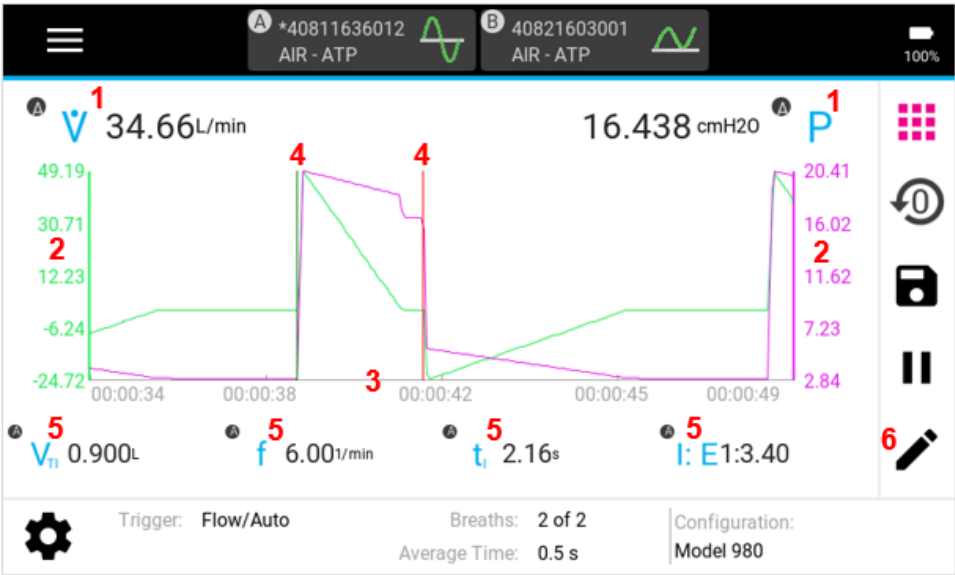 A *40811636012
AIR - ATP
B 40821603001
AIR - ATP
100%
A V̇ 1 34.66L/min
16.438 cmH20 A P 1
4 4
49.19 20.41
30.71 16.02
2 2
12.23 11.62
-6.24 7.23
-24.72 2.84
3
00:00:34 00:00:38 00:00:42 00:00:45 00:00:49
0
A VTI 5 0.900L
A f 5 6.001/min
A tI 5 2.16s
A I: E 5 1:3.40
6
Trigger: Flow/Auto
Breaths: 2 of 2
Average Time: 0.5 s
Configuration:
Model 980